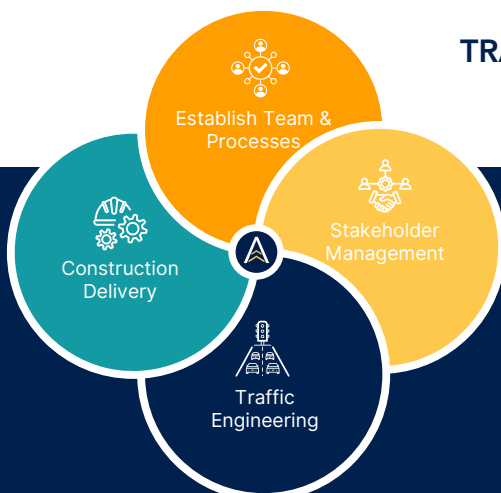 TRA
Establish Team &
Processes
Stakeholder
Management
Construction
Delivery
Traffic
Engineering